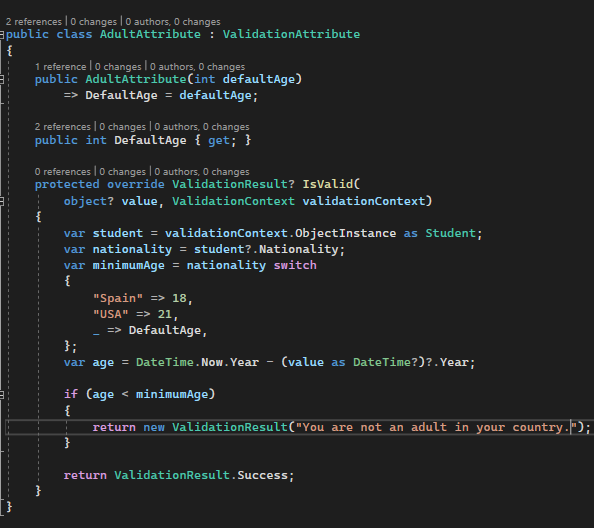 2 references | 0 changes | 0 authors, 0 changes
public class AdultAttribute : ValidationAttribute
{
1 reference | 0 changes | 0 authors, 0 changes
public AdultAttribute(int defaultAge)
=> DefaultAge = defaultAge;
2 references | 0 changes | 0 authors, 0 changes
public int DefaultAge { get; }
0 references | 0 changes | 0 authors, 0 changes
protected override ValidationResult? IsValid(
object? value, ValidationContext validationContext)
{
var student = validationContext.ObjectInstance as Student;
var nationality = student?.Nationality;
var minimumAge = nationality switch
{
"Spain" => 18,
"USA" => 21,
_ => DefaultAge,
};
var age = DateTime.Now.Year - (value as DateTime?)?.Year;
if (age < minimumAge)
{
return new ValidationResult("You are not an adult in your country.");
}
return ValidationResult.Success;
}
}